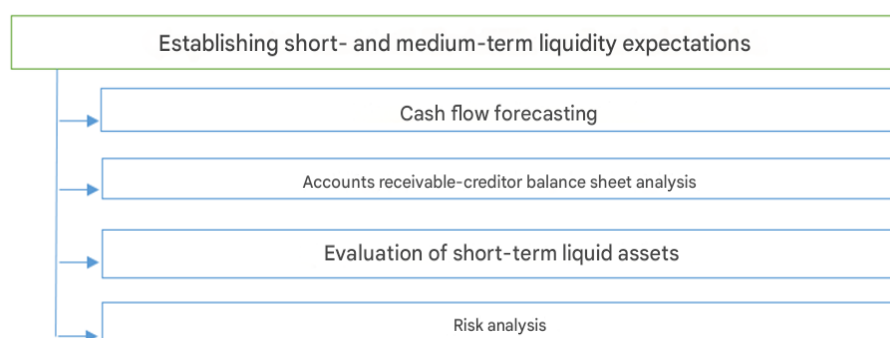 Establishing short- and medium-term liquidity expectations
Cash flow forecasting
Accounts receivable-creditor balance sheet analysis
Evaluation of short-term liquid assets
Risk analysis